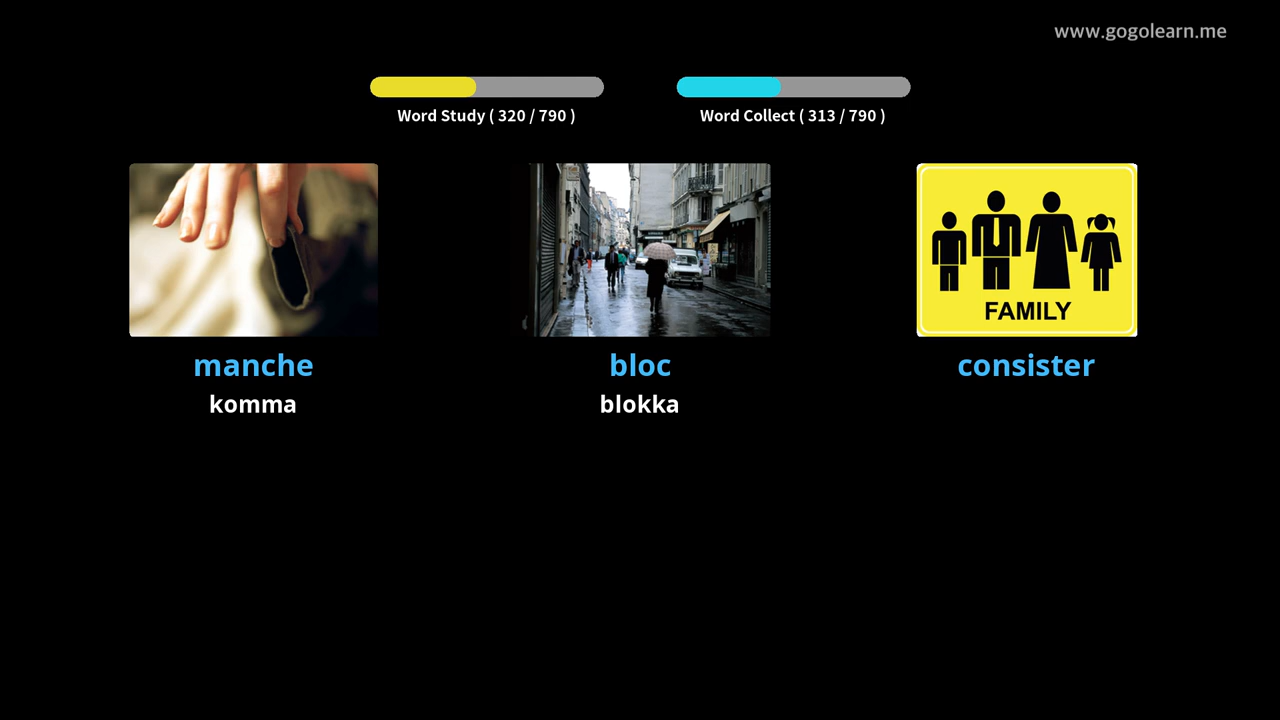 www.gogolearn.me
Word Study ( 320 / 790 )
Word Collect ( 313 / 790 )
FAMILY
manche
bloc
consister
komma
blokka